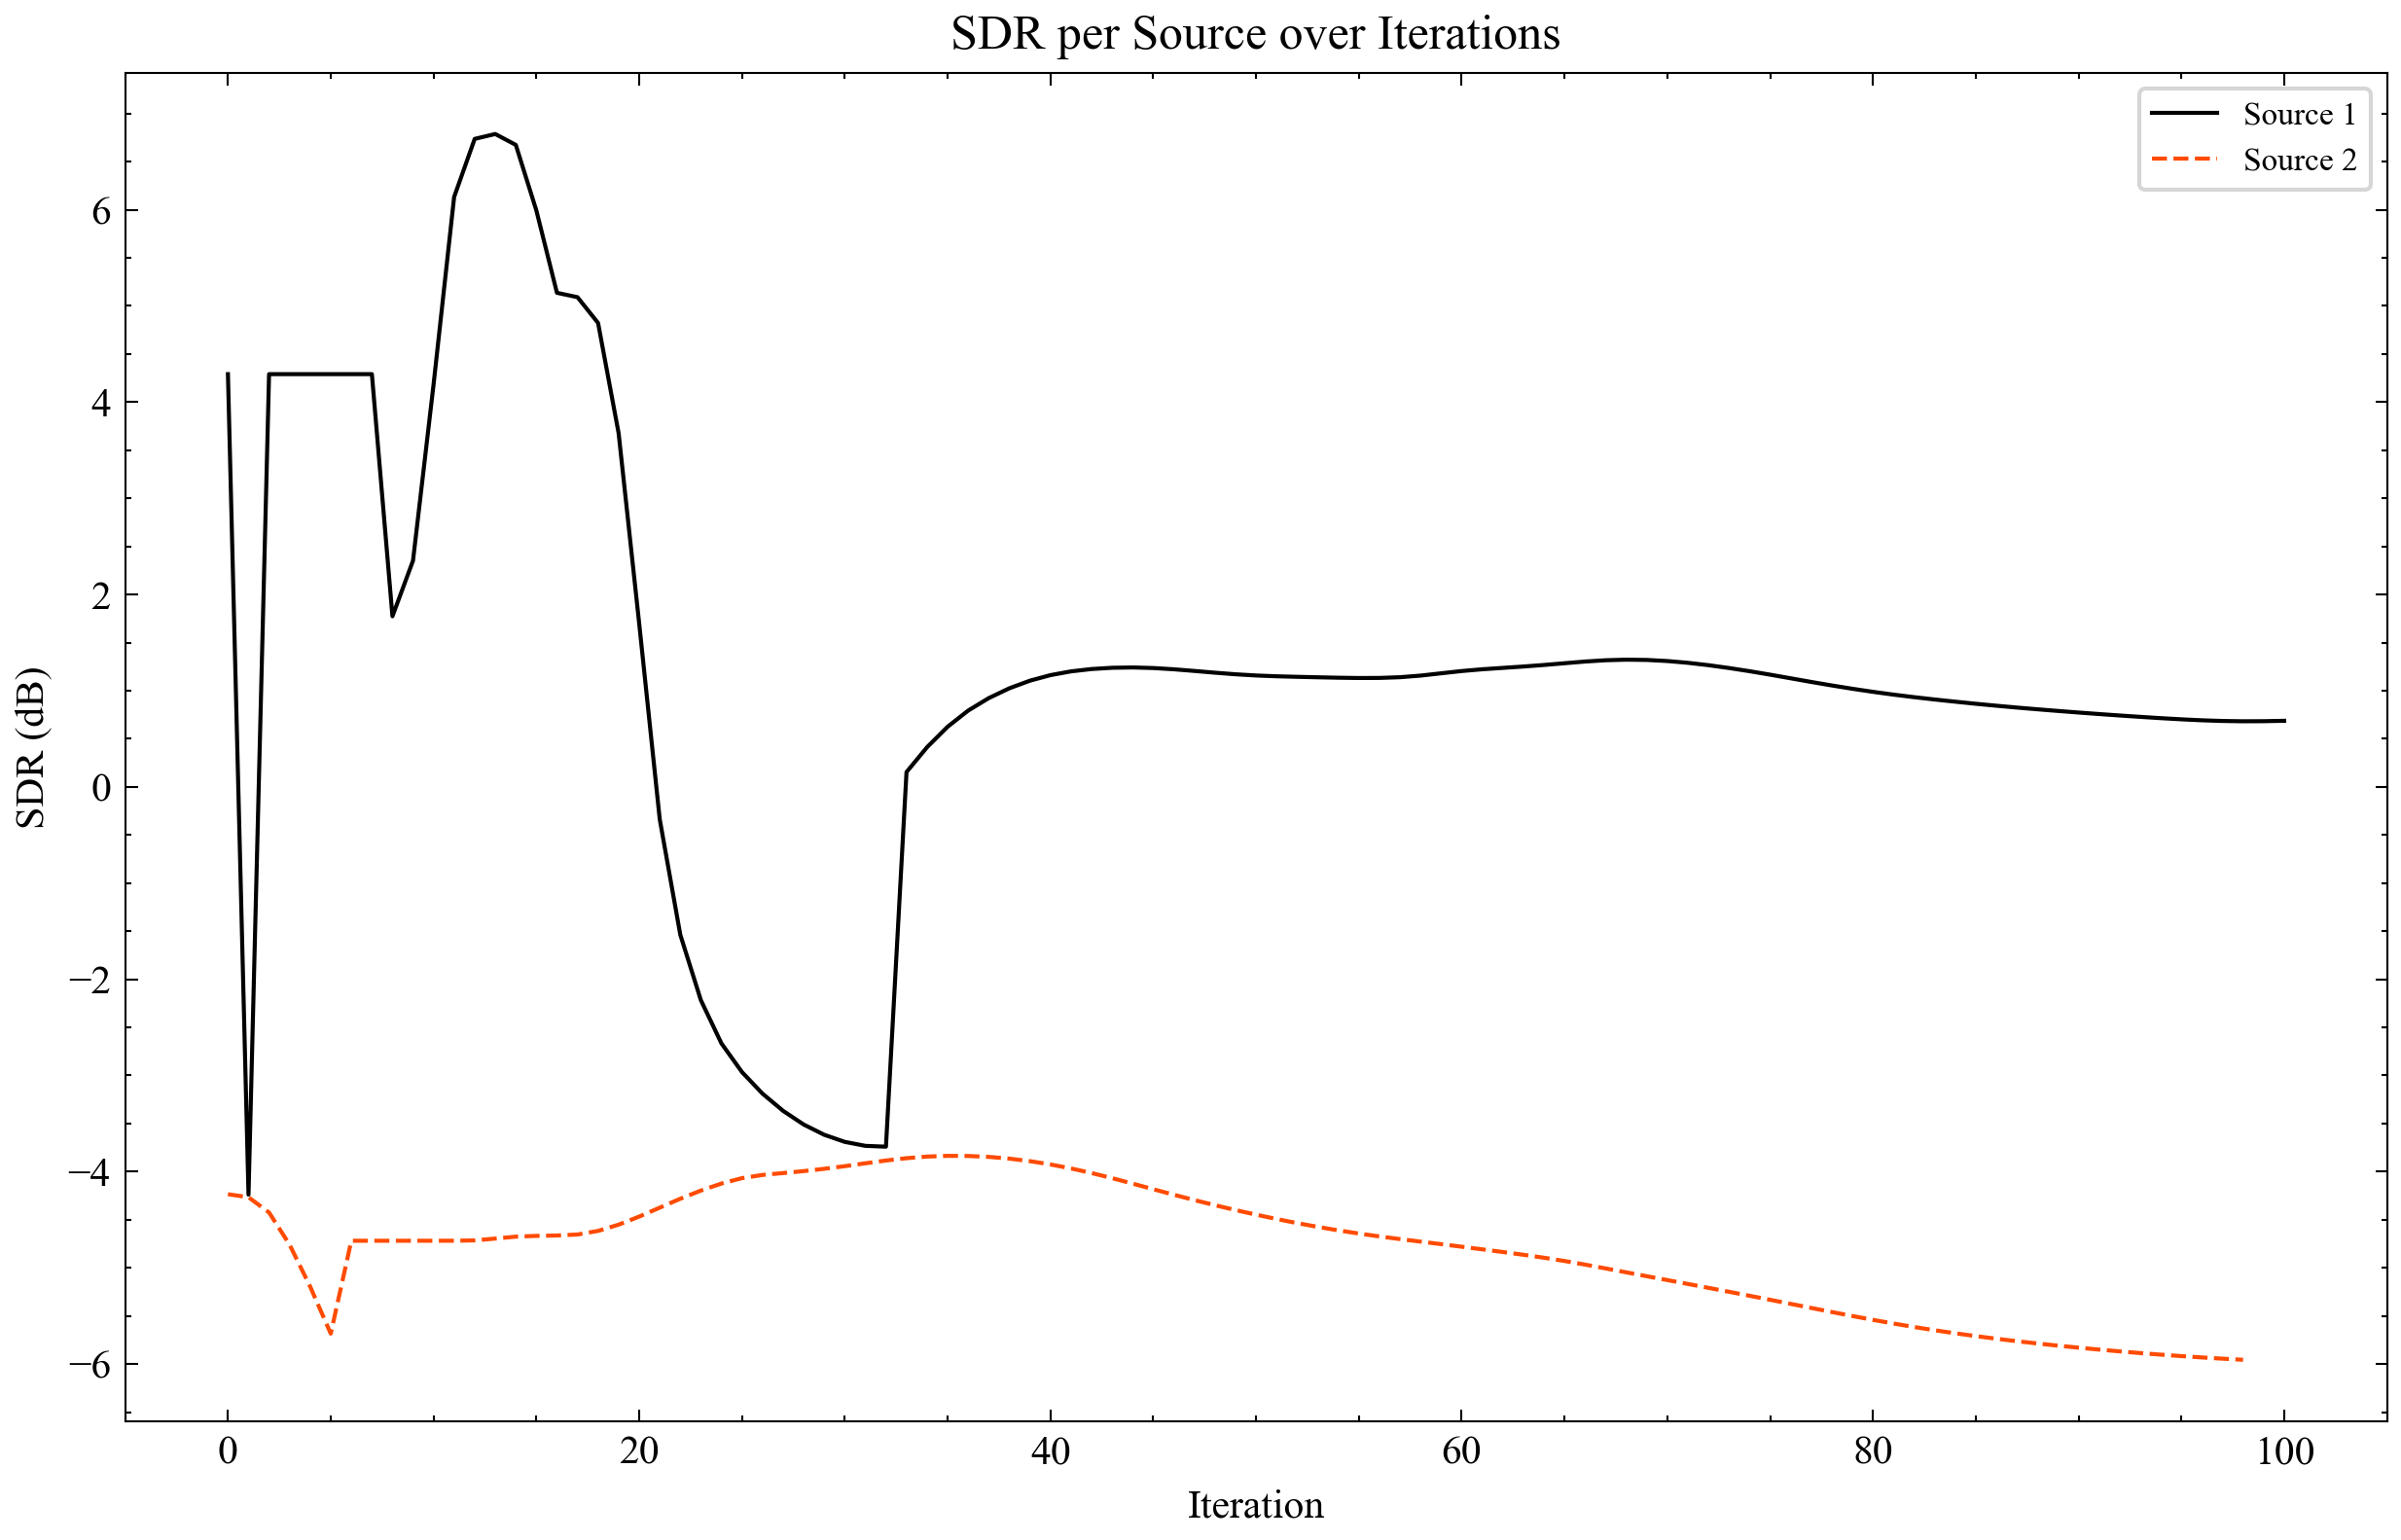 SDR per Source over Iterations
Source 1
Source 2
SDR (dB)
6
4
2
0
−2
−4
−6
0 20 40 60 80 100
Iteration